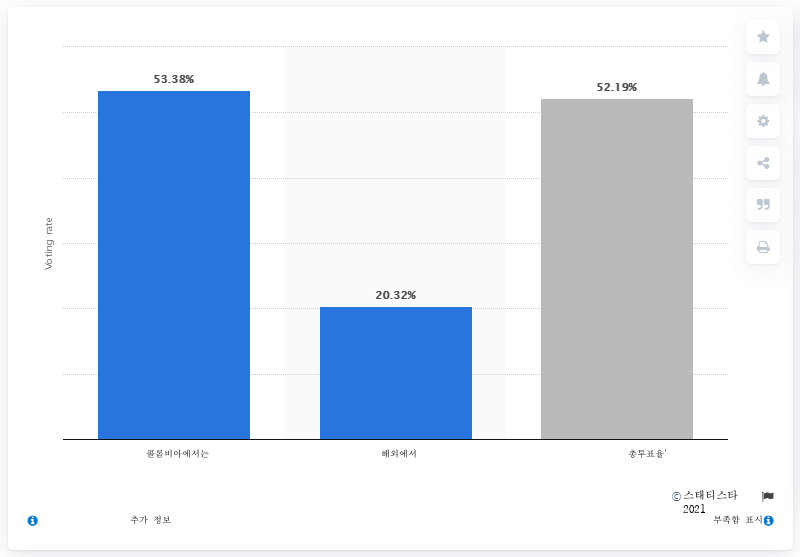 53.38%
52.19%
20.32%
Voting rate
콜롬비아에서는
해외에서
총투표율'
© 스태티스타
2021
추가 정보
부족함 표시